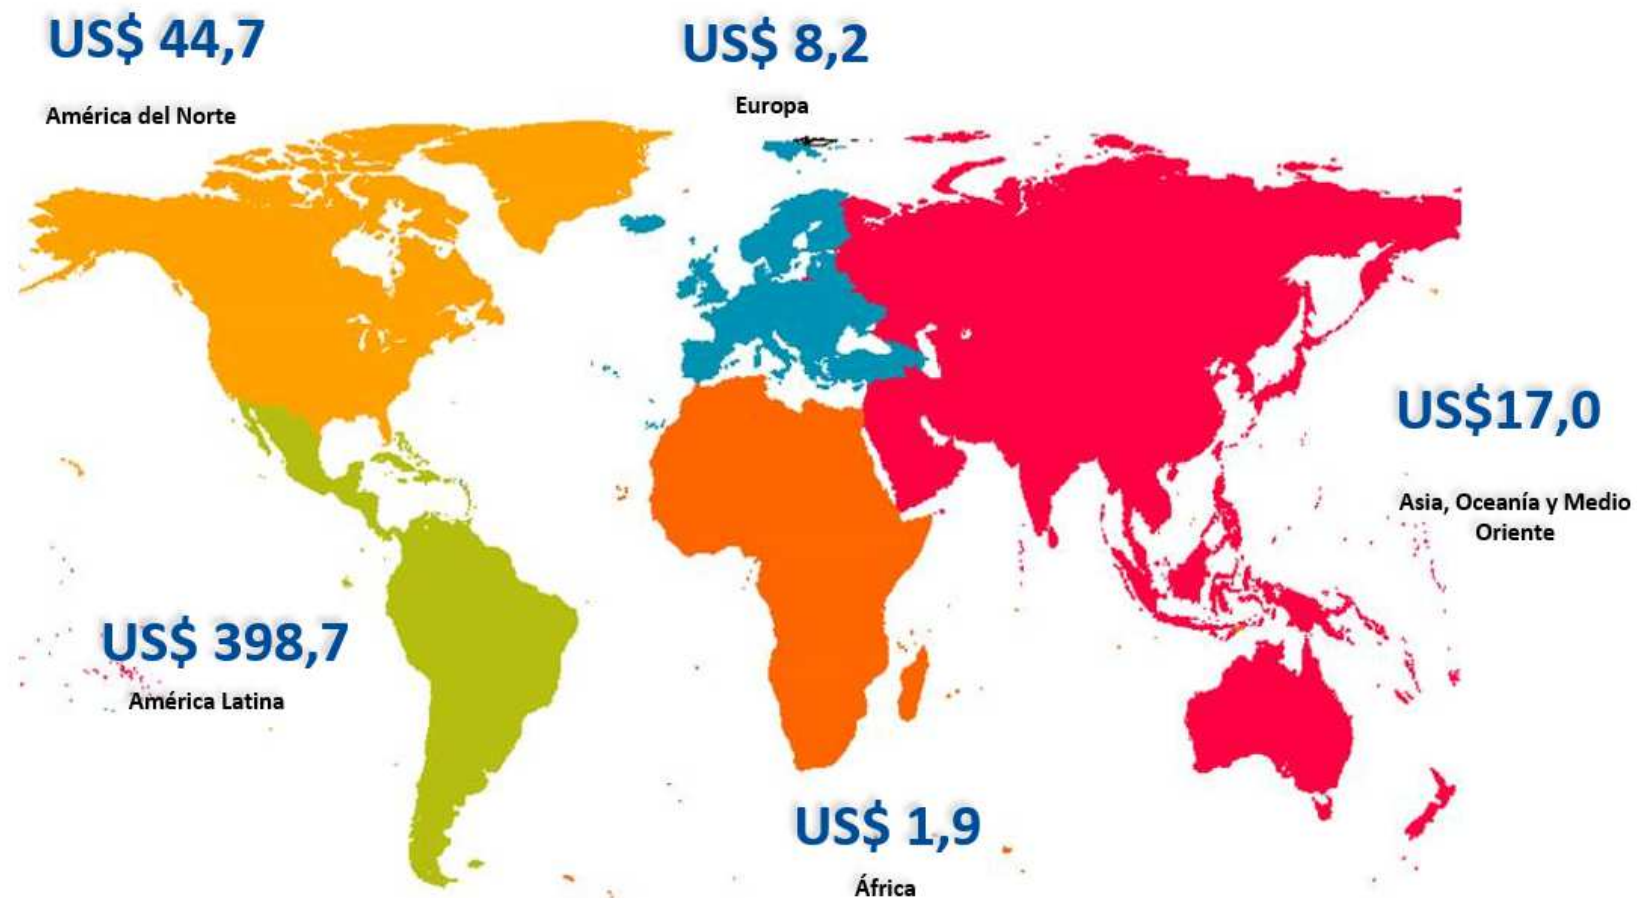 US$ 44,7
América del Norte
US$ 8,2
Europa
US$17,0
Asia, Oceanía y Medio
Oriente
US$ 398,7
América Latina
US$ 1,9
África